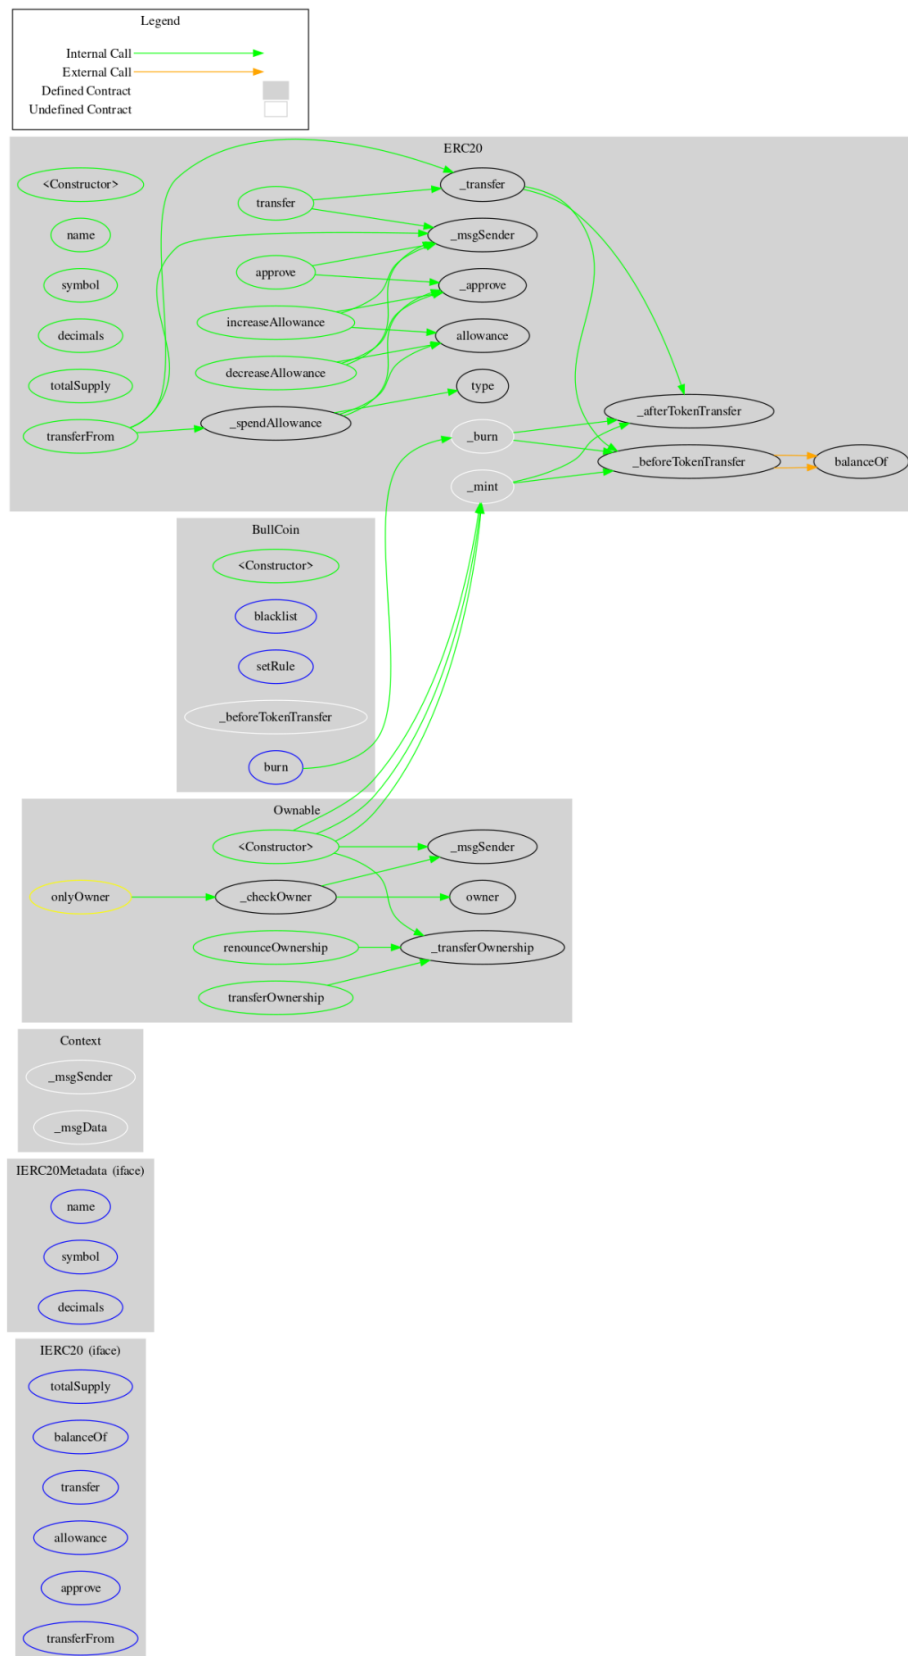 Legend
Internal Call
External Call
Defined Contract
Undefined Contract
ERC20
<Constructor>
name
symbol
decimals
totalSupply
transferFrom
transfer
approve
increaseAllowance
decreaseAllowance
_spendAllowance
_transfer
_msgSender
_approve
allowance
type
_burn
_mint
_afterTokenTransfer
_beforeTokenTransfer
balanceOf
BullCoin
<Constructor>
blacklist
setRule
_beforeTokenTransfer
burn
Ownable
onlyOwner
<Constructor>
_checkOwner
renounceOwnership
transferOwnership
_msgSender
owner
_transferOwnership
Context
_msgSender
_msgData
IERC20Metadata (iface)
name
symbol
decimals
IERC20 (iface)
totalSupply
balanceOf
transfer
allowance
approve
transferFrom